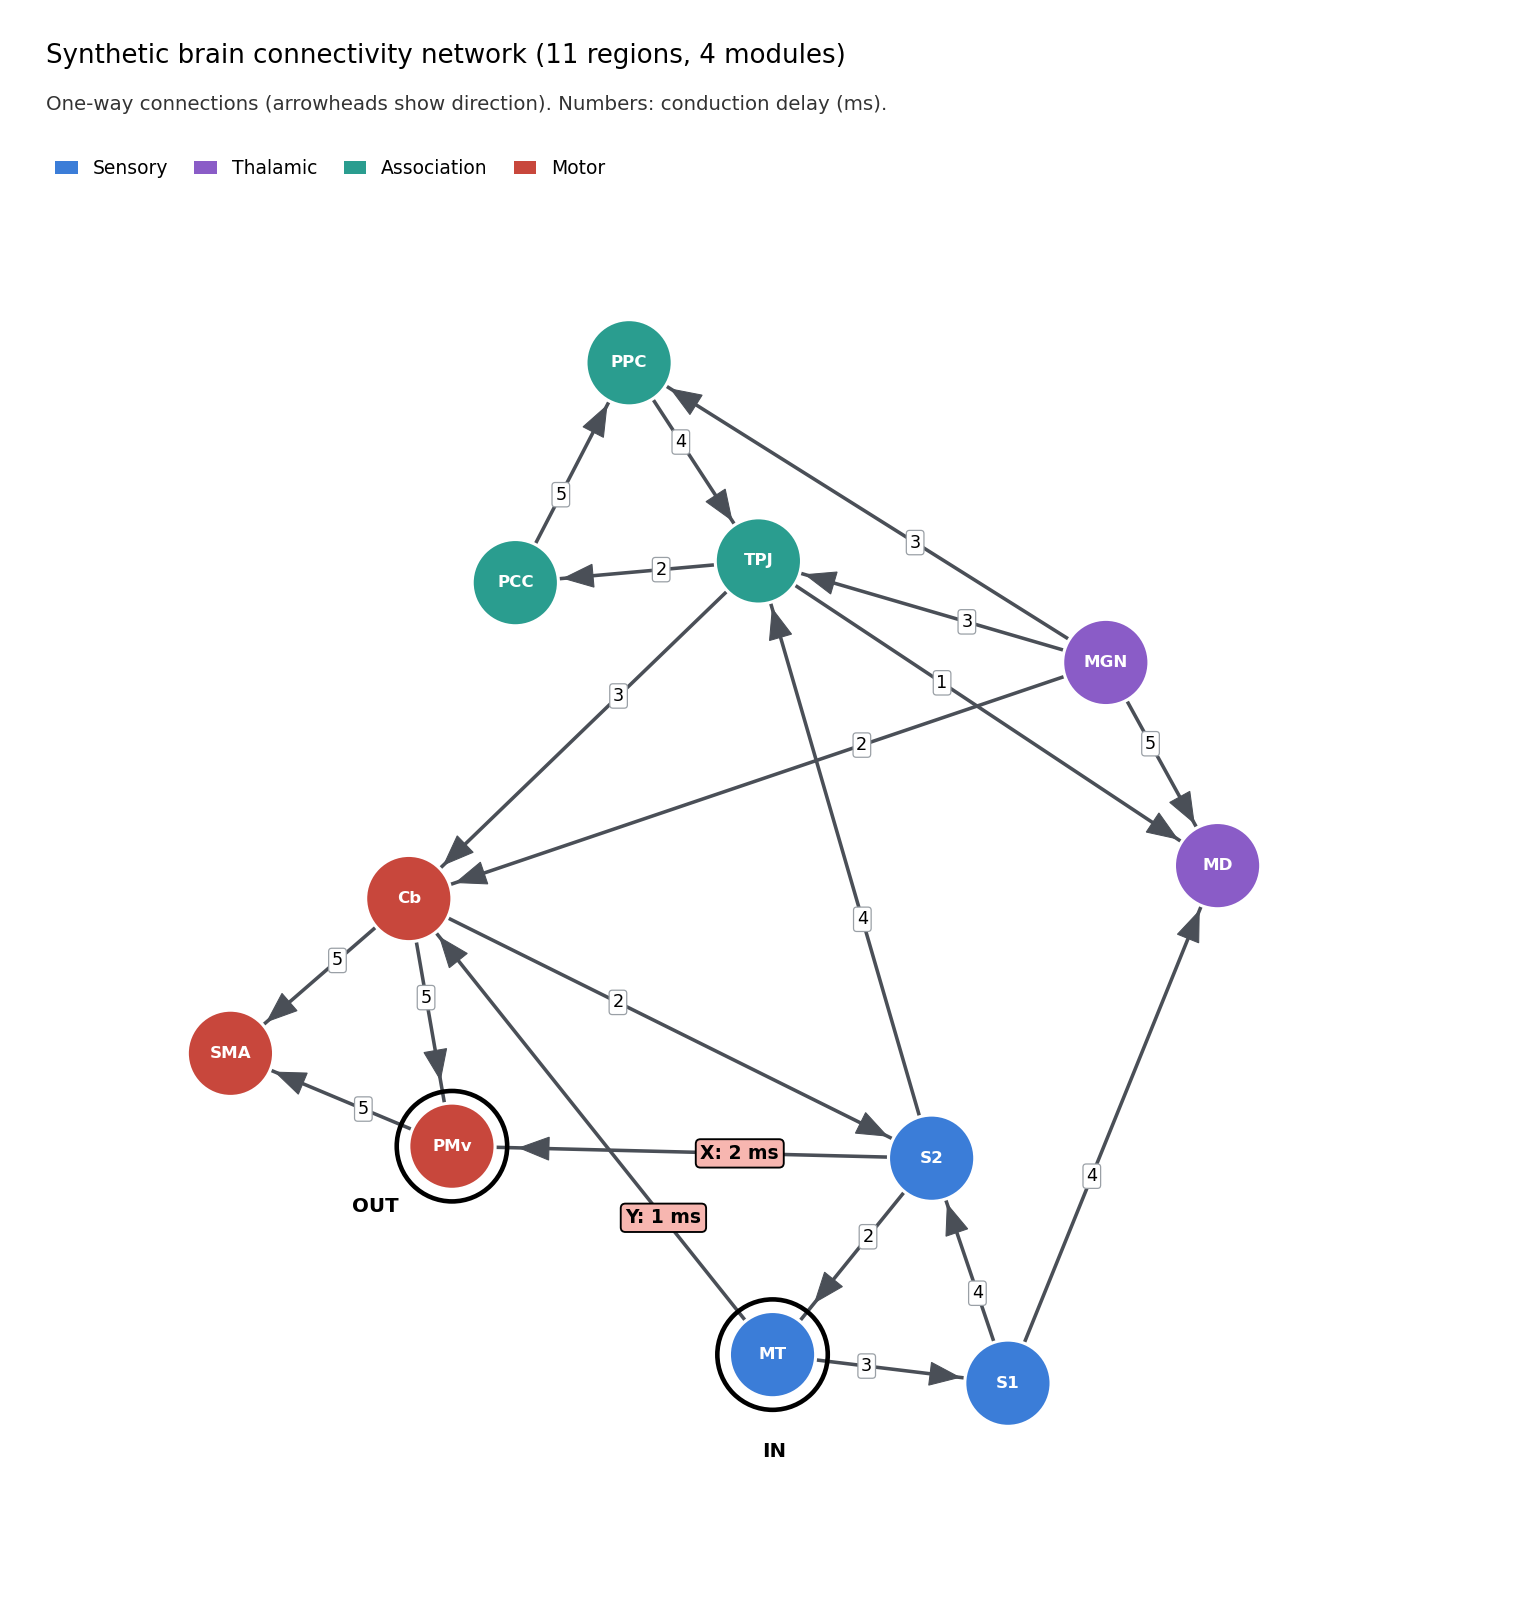 Synthetic brain connectivity network (11 regions, 4 modules)
One-way connections (arrowheads show direction). Numbers: conduction delay (ms).
Sensory Thalamic Association Motor
PPC
4
5
3
TPJ
2
PCC
3
MGN
1
3
5
2
MD
Cb
4
5
5
2
SMA
5
PMv
X: 2 ms
S2
4
OUT
Y: 1 ms
2
4
MT
3
S1
IN